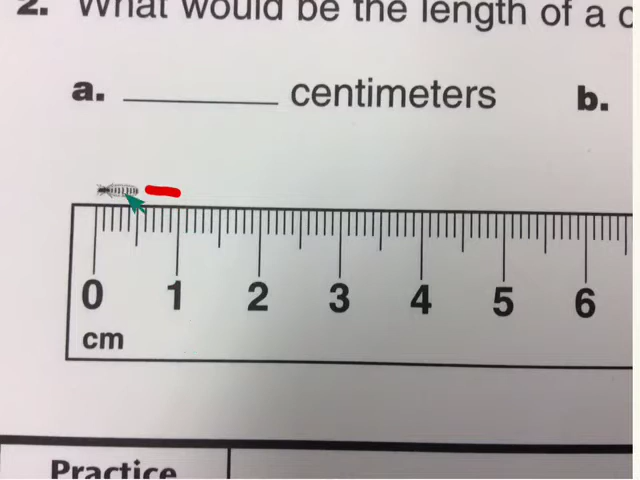 2. What would be the length of a c
a. ________ centimeters b.
0 1 2 3 4 5 6
cm
Practice